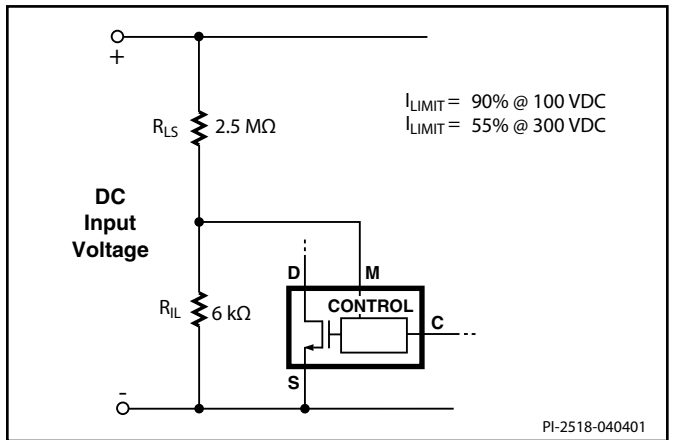 +
R_LS 2.5 MΩ
I_LIMIT = 90% @ 100 VDC
I_LIMIT = 55% @ 300 VDC
DC
Input
Voltage
D M
CONTROL
C
R_IL 6 kΩ
S
-
PI-2518-040401